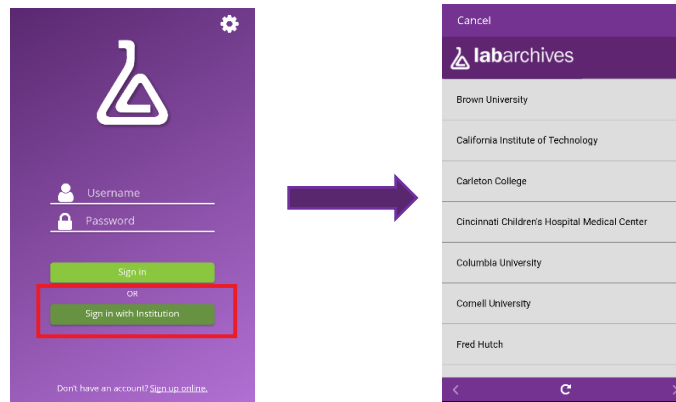 Username
Password
Sign in
OR
Sign in with Institution
Don't have an account? Sign up online.
Cancel
labarchives
Brown University
California Institute of Technology
Carleton College
Cincinnati Children's Hospital Medical Center
Columbia University
Cornell University
Fred Hutch